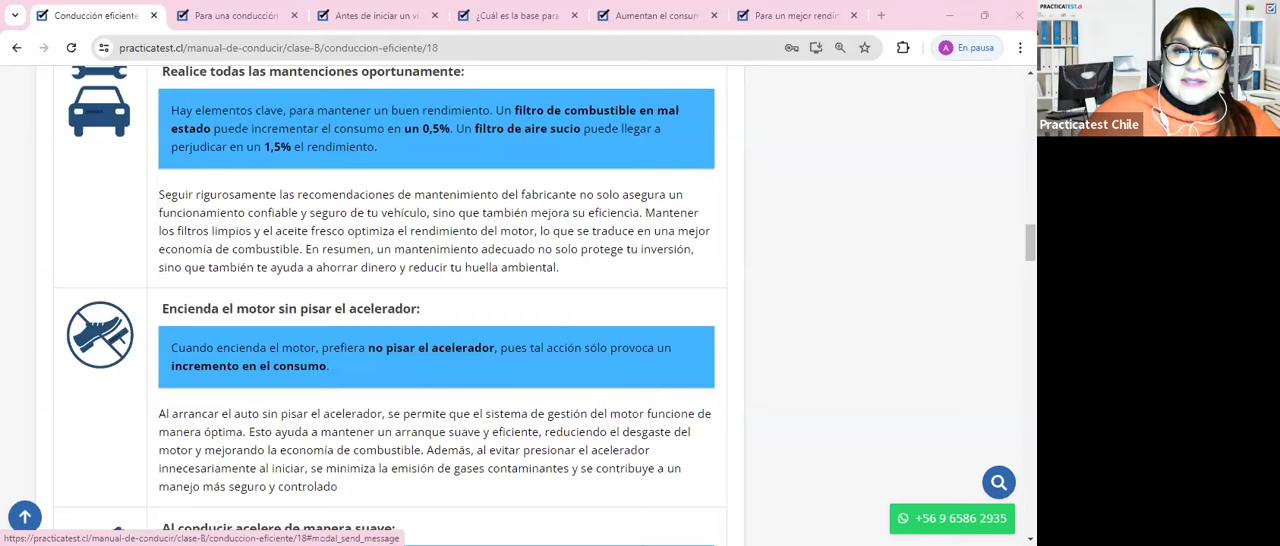 Conducción eficiente
Para una conducción
Antes de iniciar un vi
¿Cuál es la base para
Aumentan el consum
Para un mejor rendin
practicatest.cl/manual-de-conducir/clase-B/conduccion-eficiente/18
A
En pausa
Realice todas las mantenciones oportunamente:
Hay elementos clave, para mantener un buen rendimiento. Un filtro de combustible en mal
estado puede incrementar el consumo en un 0,5%. Un filtro de aire sucio puede llegar a
perjudicar en un 1,5% el rendimiento.
Seguir rigurosamente las recomendaciones de mantenimiento del fabricante no solo asegura un
funcionamiento confiable y seguro de tu vehículo, sino que también mejora su eficiencia. Mantener
los filtros limpios y el aceite fresco optimiza el rendimiento del motor, lo que se traduce en una mejor
economía de combustible. En resumen, un mantenimiento adecuado no solo protege tu inversión,
sino que también te ayuda a ahorrar dinero y reducir tu huella ambiental.
Encienda el motor sin pisar el acelerador:
Cuando encienda el motor, prefiera no pisar el acelerador, pues tal acción sólo provoca un
incremento en el consumo.
Al arrancar el auto sin pisar el acelerador, se permite que el sistema de gestión del motor funcione de
manera óptima. Esto ayuda a mantener un arranque suave y eficiente, reduciendo el desgaste del
motor y mejorando la economía de combustible. Además, al evitar presionar el acelerador
innecesariamente al iniciar, se minimiza la emisión de gases contaminantes y se contribuye a un
manejo más seguro y controlado
Al conducir acelere de manera suave:
+56 9 6586 2935
https://practicatest.cl/manual-de-conducir/clase-B/conduccion-eficiente/18#modal_send_message
PRACTICATEST.cl
Practicatest Chile